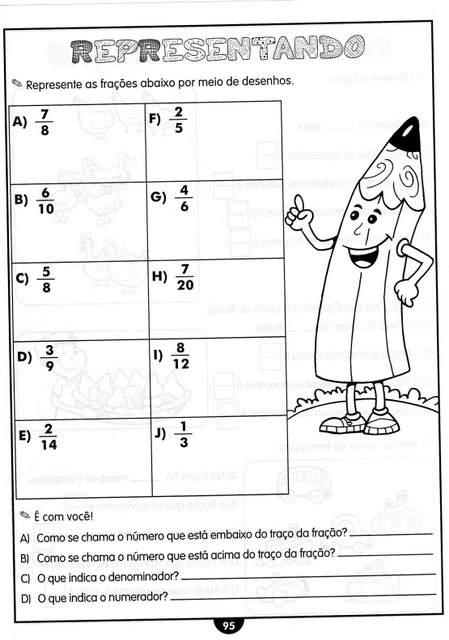 REPRESENTANDO
Represente as frações abaixo por meio de desenhos.
A) 7/8
F) 2/5
B) 6/10
G) 4/6
C) 5/8
H) 7/20
D) 3/9
I) 8/12
E) 2/14
J) 1/3
É com você!
A) Como se chama o número que está embaixo do traço da fração?
B) Como se chama o número que está acima do traço da fração?
C) O que indica o denominador?
D) O que indica o numerador?
95